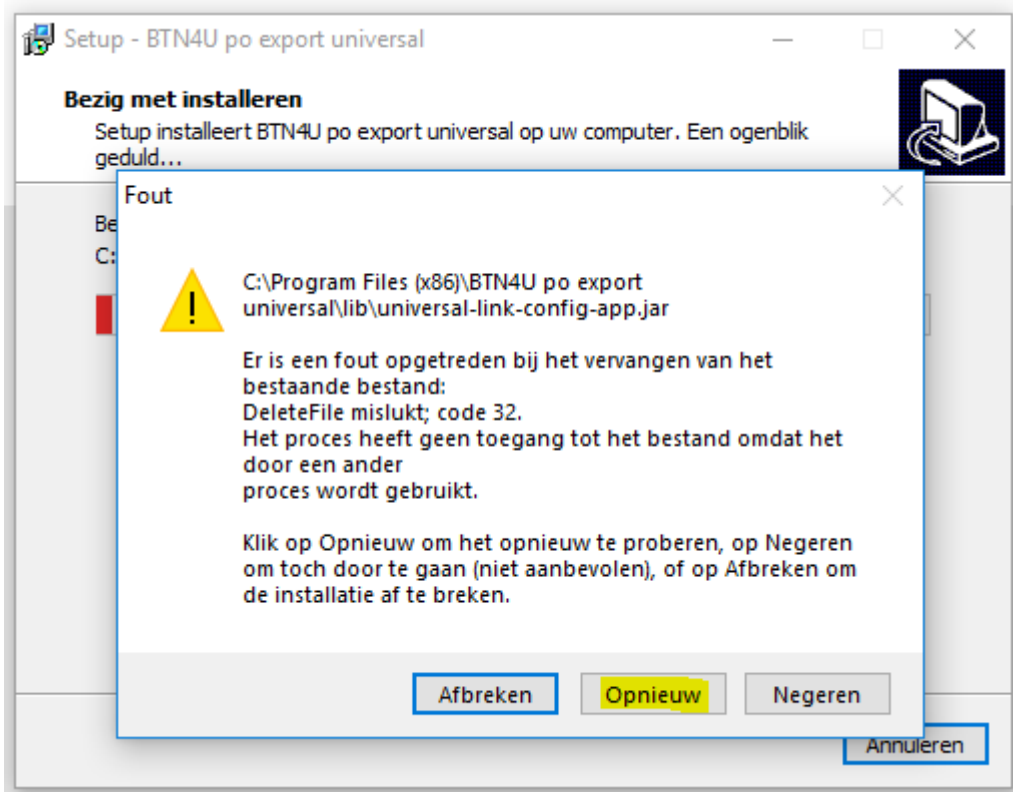 Setup - BTN4U po export universal
Bezig met installeren
Setup installeert BTN4U po export universal op uw computer. Een ogenblik
geduld...
Fout
Be
C:
C:\Program Files (x86)\BTN4U po export
universal\lib\universal-link-config-app.jar
Er is een fout opgetreden bij het vervangen van het
bestaande bestand:
DeleteFile mislukt; code 32.
Het proces heeft geen toegang tot het bestand omdat het
door een ander
proces wordt gebruikt.
Klik op Opnieuw om het opnieuw te proberen, op Negeren
om toch door te gaan (niet aanbevolen), of op Afbreken om
de installatie af te breken.
Afbreken Opnieuw Negeren
Annuleren